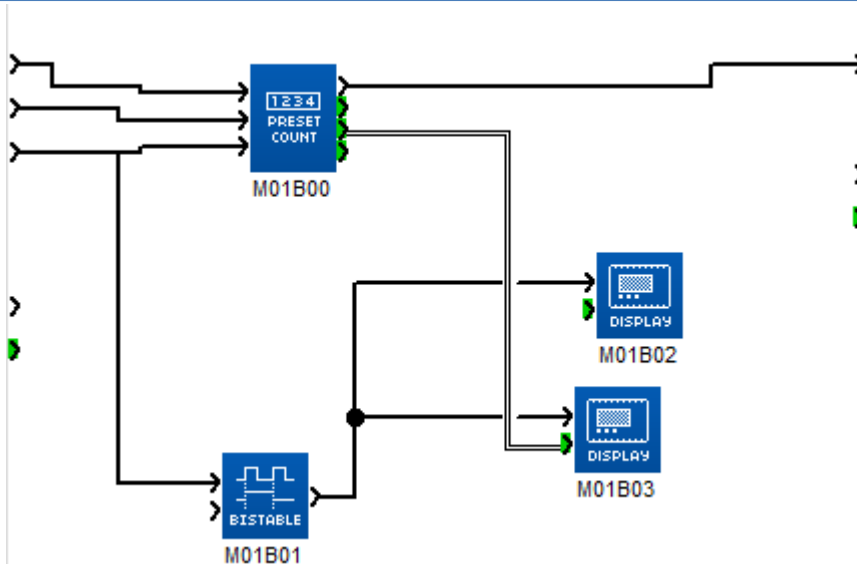 1234
PRESET
COUNT
M01B00
DISPLAY
M01B02
DISPLAY
M01B03
BISTABLE
M01B01